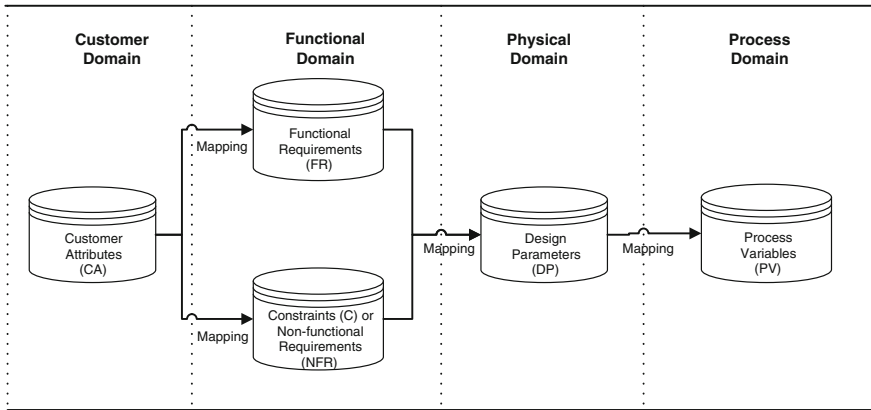 Customer
Domain
Functional
Domain
Physical
Domain
Process
Domain
Mapping
Functional
Requirements
(FR)
Customer
Attributes
(CA)
Mapping
Design
Parameters
(DP)
Mapping
Process
Variables
(PV)
Mapping
Constraints (C) or
Non-functional
Requirements
(NFR)